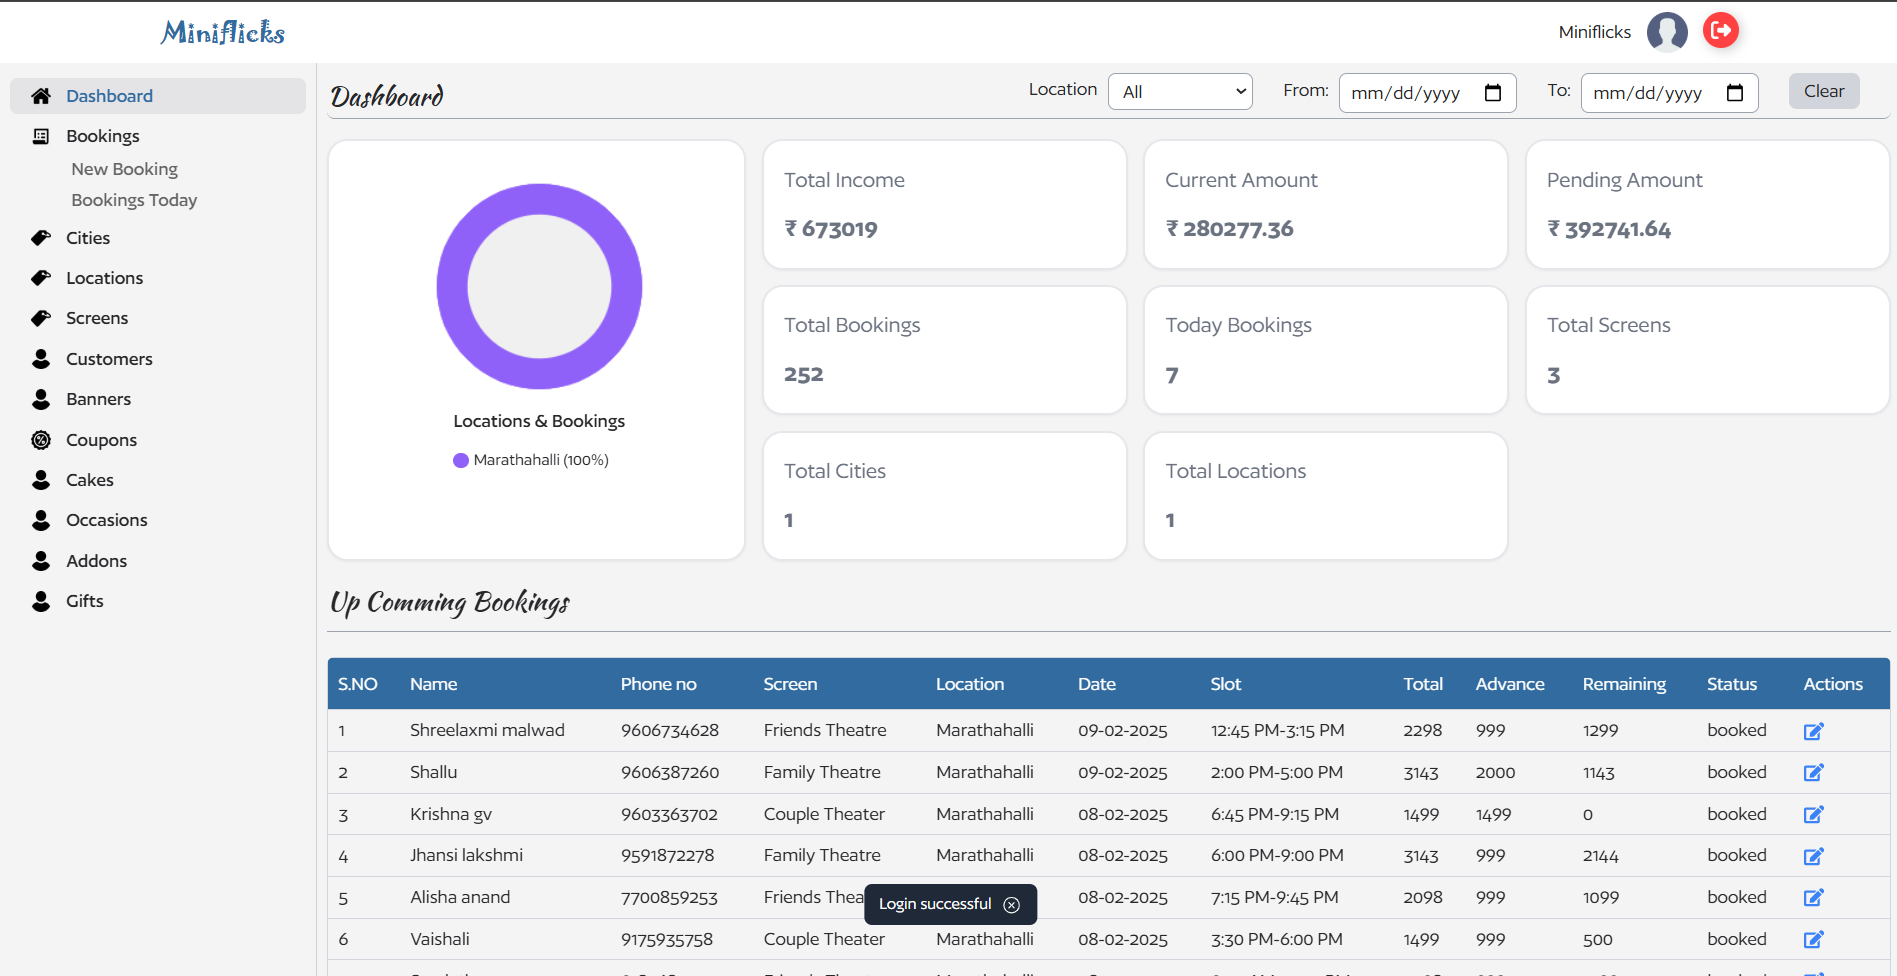 Miniflicks
Miniflicks
Dashboard
Bookings
New Booking
Bookings Today
Cities
Locations
Screens
Customers
Banners
Coupons
Cakes
Occasions
Addons
Gifts
Dashboard
Location All From: mm/dd/yyyy To: mm/dd/yyyy Clear
Locations & Bookings
Marathahalli (100%)
Total Income
₹ 673019
Current Amount
₹ 280277.36
Pending Amount
₹ 392741.64
Total Bookings
252
Today Bookings
7
Total Screens
3
Total Cities
1
Total Locations
1
Up Comming Bookings
S.NO Name Phone no Screen Location Date Slot Total Advance Remaining Status Actions
1 Shreelaxmi malwad 9606734628 Friends Theatre Marathahalli 09-02-2025 12:45 PM-3:15 PM 2298 999 1299 booked
2 Shallu 9606387260 Family Theatre Marathahalli 09-02-2025 2:00 PM-5:00 PM 3143 2000 1143 booked
3 Krishna gv 9603363702 Couple Theater Marathahalli 08-02-2025 6:45 PM-9:15 PM 1499 1499 0 booked
4 Jhansi lakshmi 9591872278 Family Theatre Marathahalli 08-02-2025 6:00 PM-9:00 PM 3143 999 2144 booked
5 Alisha anand 7700859253 Friends Thea 08-02-2025 7:15 PM-9:45 PM 2098 999 1099 booked
Login successful
6 Vaishali 9175935758 Couple Theater Marathahalli 08-02-2025 3:30 PM-6:00 PM 1499 999 500 booked